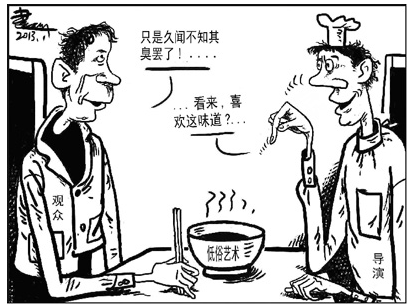 2013.1
只是久闻不知其
臭罢了!....
...看来,喜
欢这味道?...
观众
低俗艺术
导演